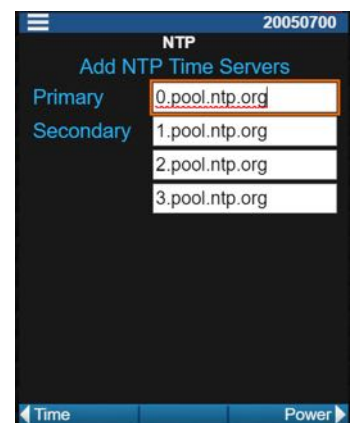 20050700
NTP
Add NTP Time Servers
Primary 0.pool.ntp.org
Secondary 1.pool.ntp.org
2.pool.ntp.org
3.pool.ntp.org
Time Power